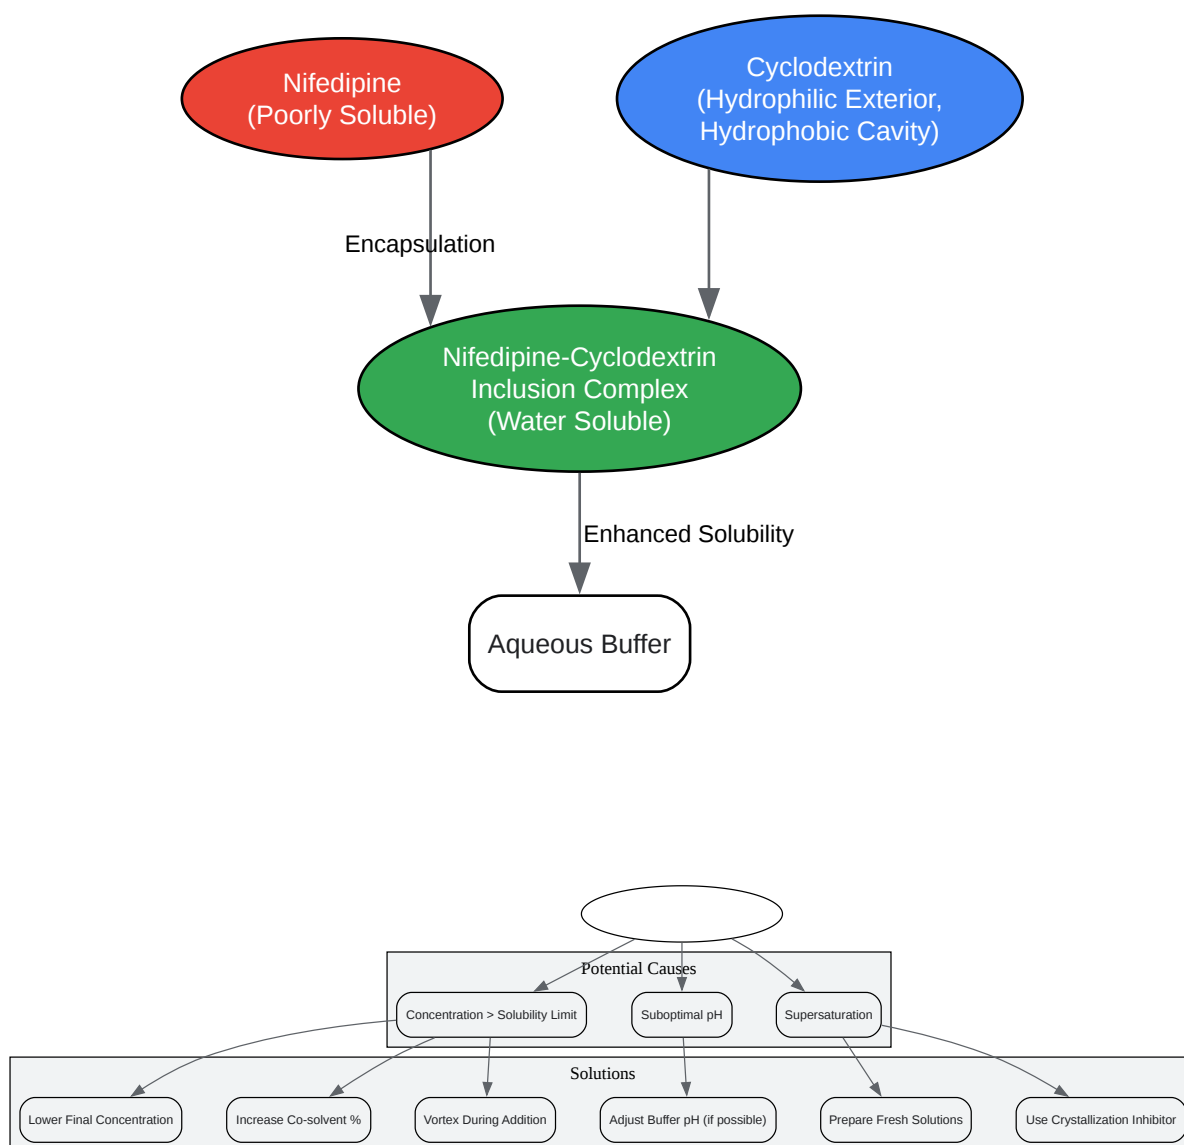 Nifedipine
(Poorly Soluble)
Cyclodextrin
(Hydrophilic Exterior,
Hydrophobic Cavity)
Encapsulation
Nifedipine-Cyclodextrin
Inclusion Complex
(Water Soluble)
Enhanced Solubility
Aqueous Buffer
Potential Causes
Concentration > Solubility Limit
Suboptimal pH
Supersaturation
Solutions
Lower Final Concentration
Increase Co-solvent %
Vortex During Addition
Adjust Buffer pH (if possible)
Prepare Fresh Solutions
Use Crystallization Inhibitor